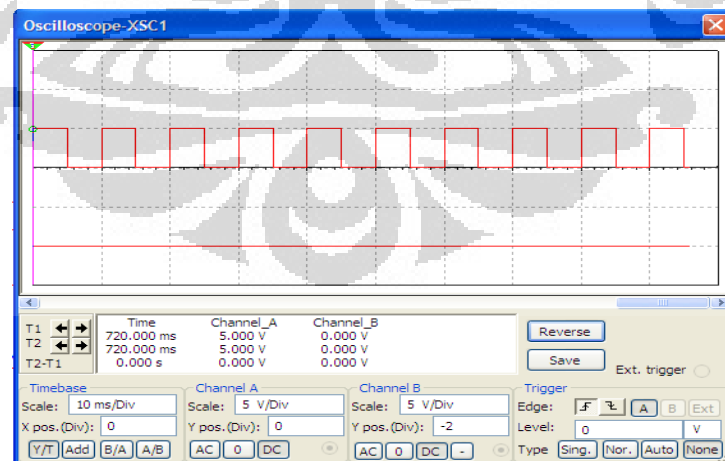 Oscilloscope-XSC1
T1
T2
T2-T1
Time Channel_A Channel_B
720.000 ms 5.000 V 0.000 V
720.000 ms 5.000 V 0.000 V
0.000 s 0.000 V 0.000 V
Reverse
Save
Ext. trigger
Timebase
Scale: 10 ms/Div
X pos.(Div): 0
Y/T Add B/A A/B
Channel A
Scale: 5 V/Div
Y pos.(Div): 0
AC 0 DC
Channel B
Scale: 5 V/Div
Y pos.(Div): -2
AC 0 DC -
Trigger
Edge: A B Ext
Level: 0 V
Type Sing. Nor. Auto None